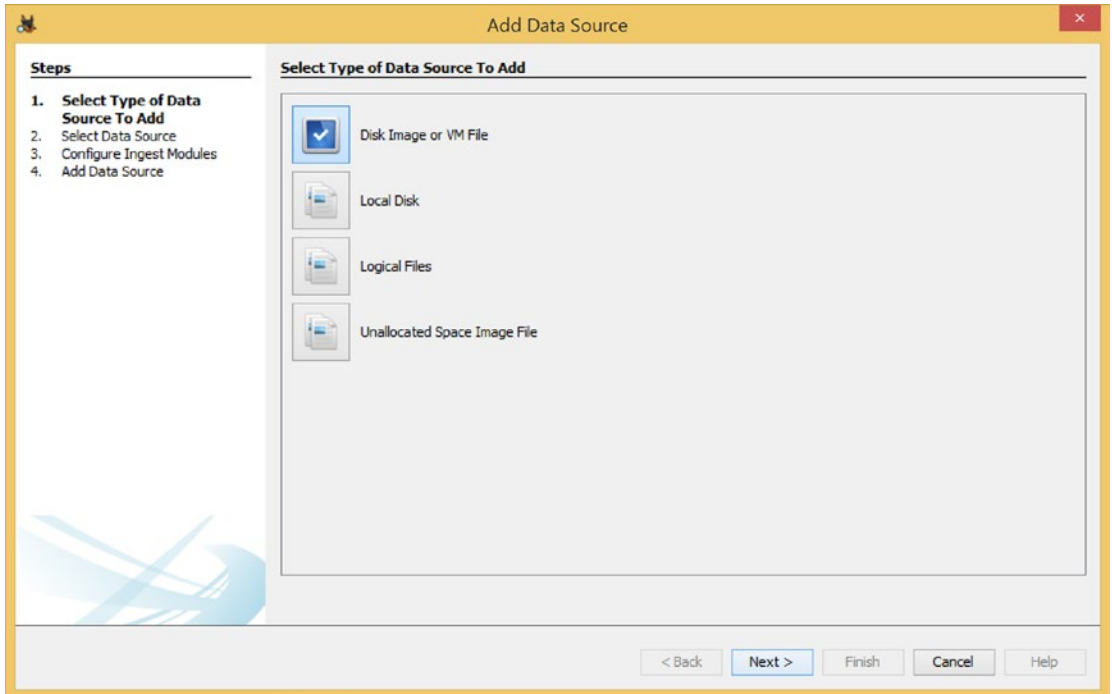 Add Data Source
Steps
1. Select Type of Data
Source To Add
2. Select Data Source
3. Configure Ingest Modules
4. Add Data Source
Select Type of Data Source To Add
Disk Image or VM File
Local Disk
Logical Files
Unallocated Space Image File
< Back
Next >
Finish
Cancel
Help